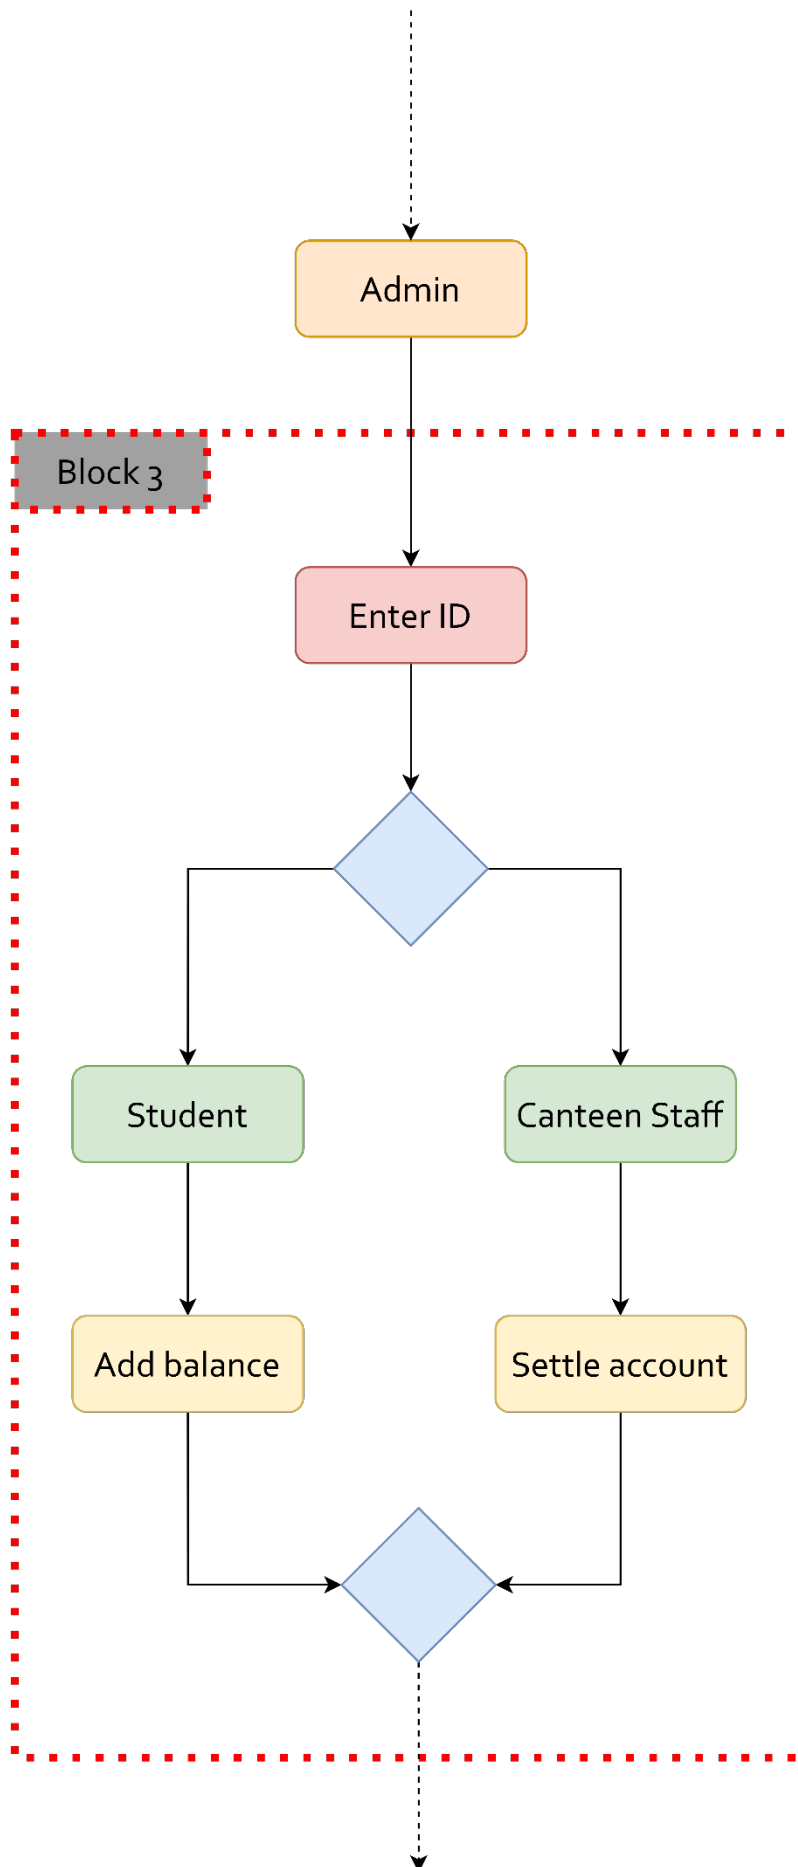 Admin
Block 3
Enter ID
Student
Canteen Staff
Add balance
Settle account